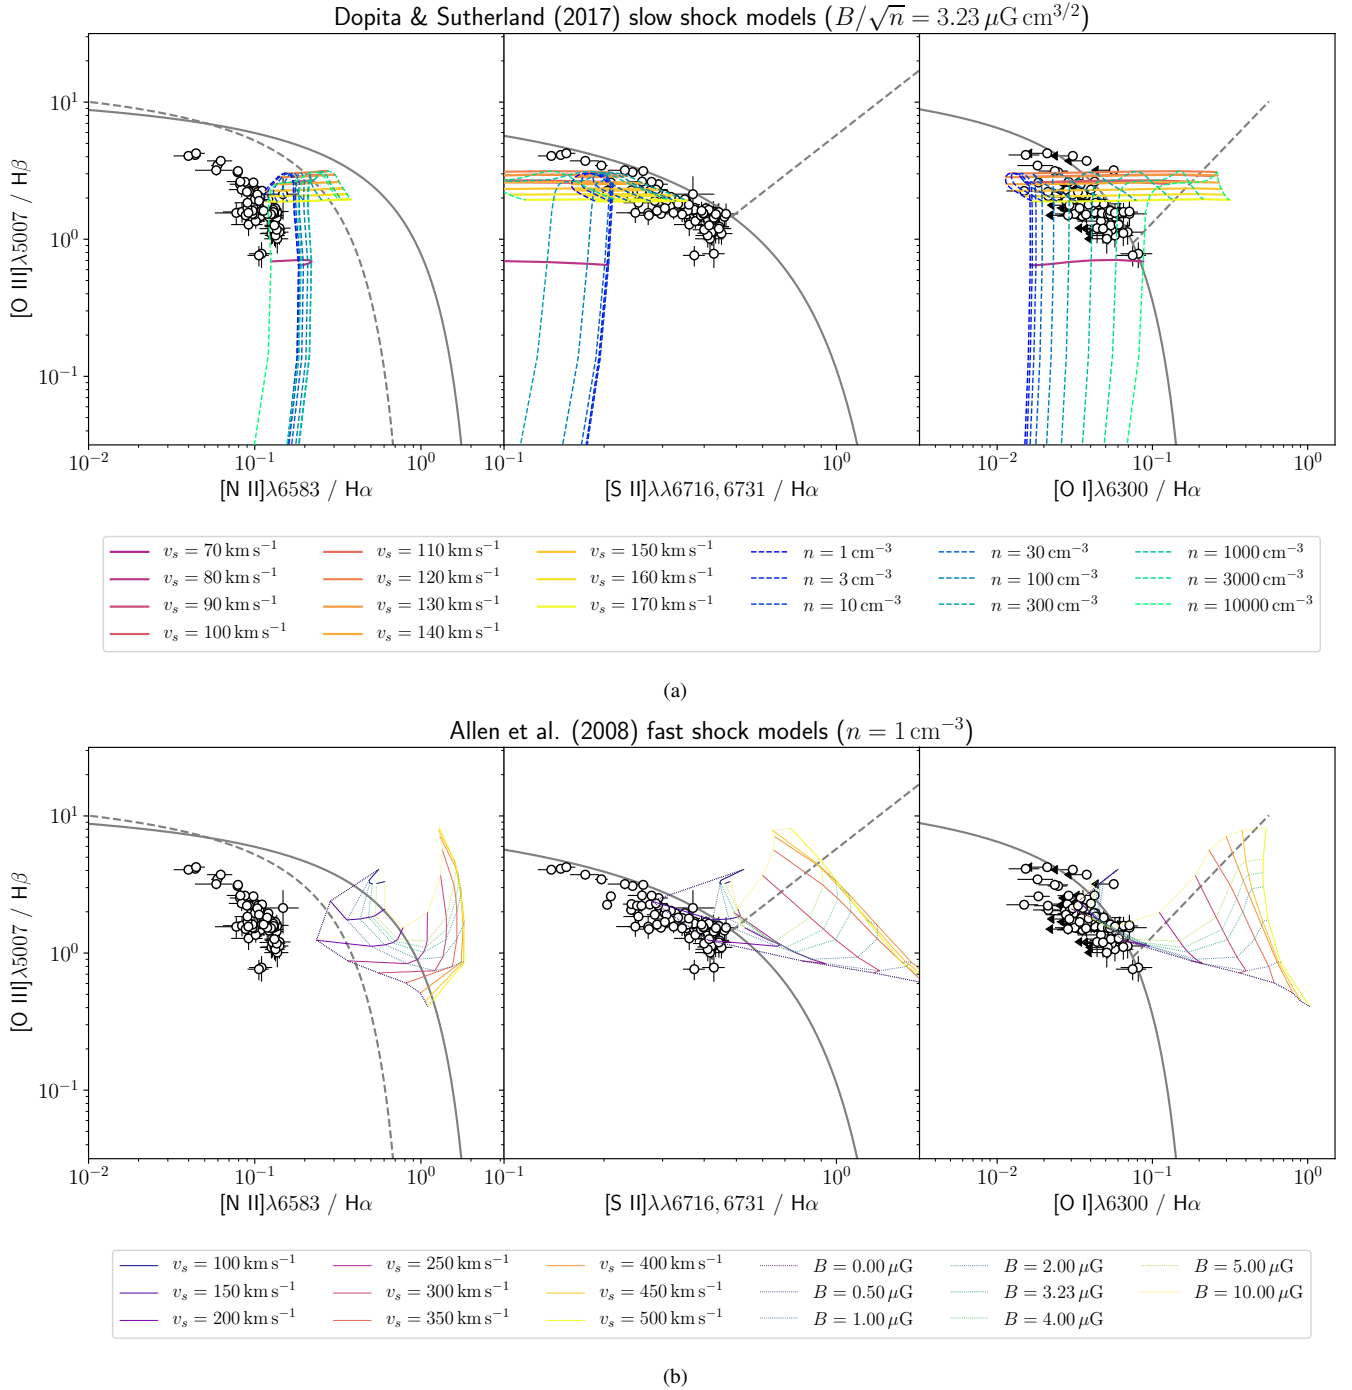 Dopita & Sutherland (2017) slow shock models (B/√n = 3.23 μG cm^{3/2})
10^1
10^0
10^{−1}
[O III]λ5007 / Hβ
10^{−2} 10^{−1} 10^0 10^{−1} 10^0 10^{−2} 10^{−1} 10^0
[N II]λ6583 / Hα [S II]λλ6716,6731 / Hα [O I]λ6300 / Hα
v_s = 70 km s^{−1} v_s = 110 km s^{−1} v_s = 150 km s^{−1} n = 1 cm^{−3} n = 30 cm^{−3} n = 1000 cm^{−3}
v_s = 80 km s^{−1} v_s = 120 km s^{−1} v_s = 160 km s^{−1} n = 3 cm^{−3} n = 100 cm^{−3} n = 3000 cm^{−3}
v_s = 90 km s^{−1} v_s = 130 km s^{−1} v_s = 170 km s^{−1} n = 10 cm^{−3} n = 300 cm^{−3} n = 10000 cm^{−3}
v_s = 100 km s^{−1} v_s = 140 km s^{−1}
(a)
Allen et al. (2008) fast shock models (n = 1 cm^{−3})
10^1
10^0
10^{−1}
[O III]λ5007 / Hβ
10^{−2} 10^{−1} 10^0 10^{−1} 10^0 10^{−2} 10^{−1} 10^0
[N II]λ6583 / Hα [S II]λλ6716,6731 / Hα [O I]λ6300 / Hα
v_s = 100 km s^{−1} v_s = 250 km s^{−1} v_s = 400 km s^{−1} B = 0.00 μG B = 2.00 μG B = 5.00 μG
v_s = 150 km s^{−1} v_s = 300 km s^{−1} v_s = 450 km s^{−1} B = 0.50 μG B = 3.23 μG B = 10.00 μG
v_s = 200 km s^{−1} v_s = 350 km s^{−1} v_s = 500 km s^{−1} B = 1.00 μG B = 4.00 μG
(b)